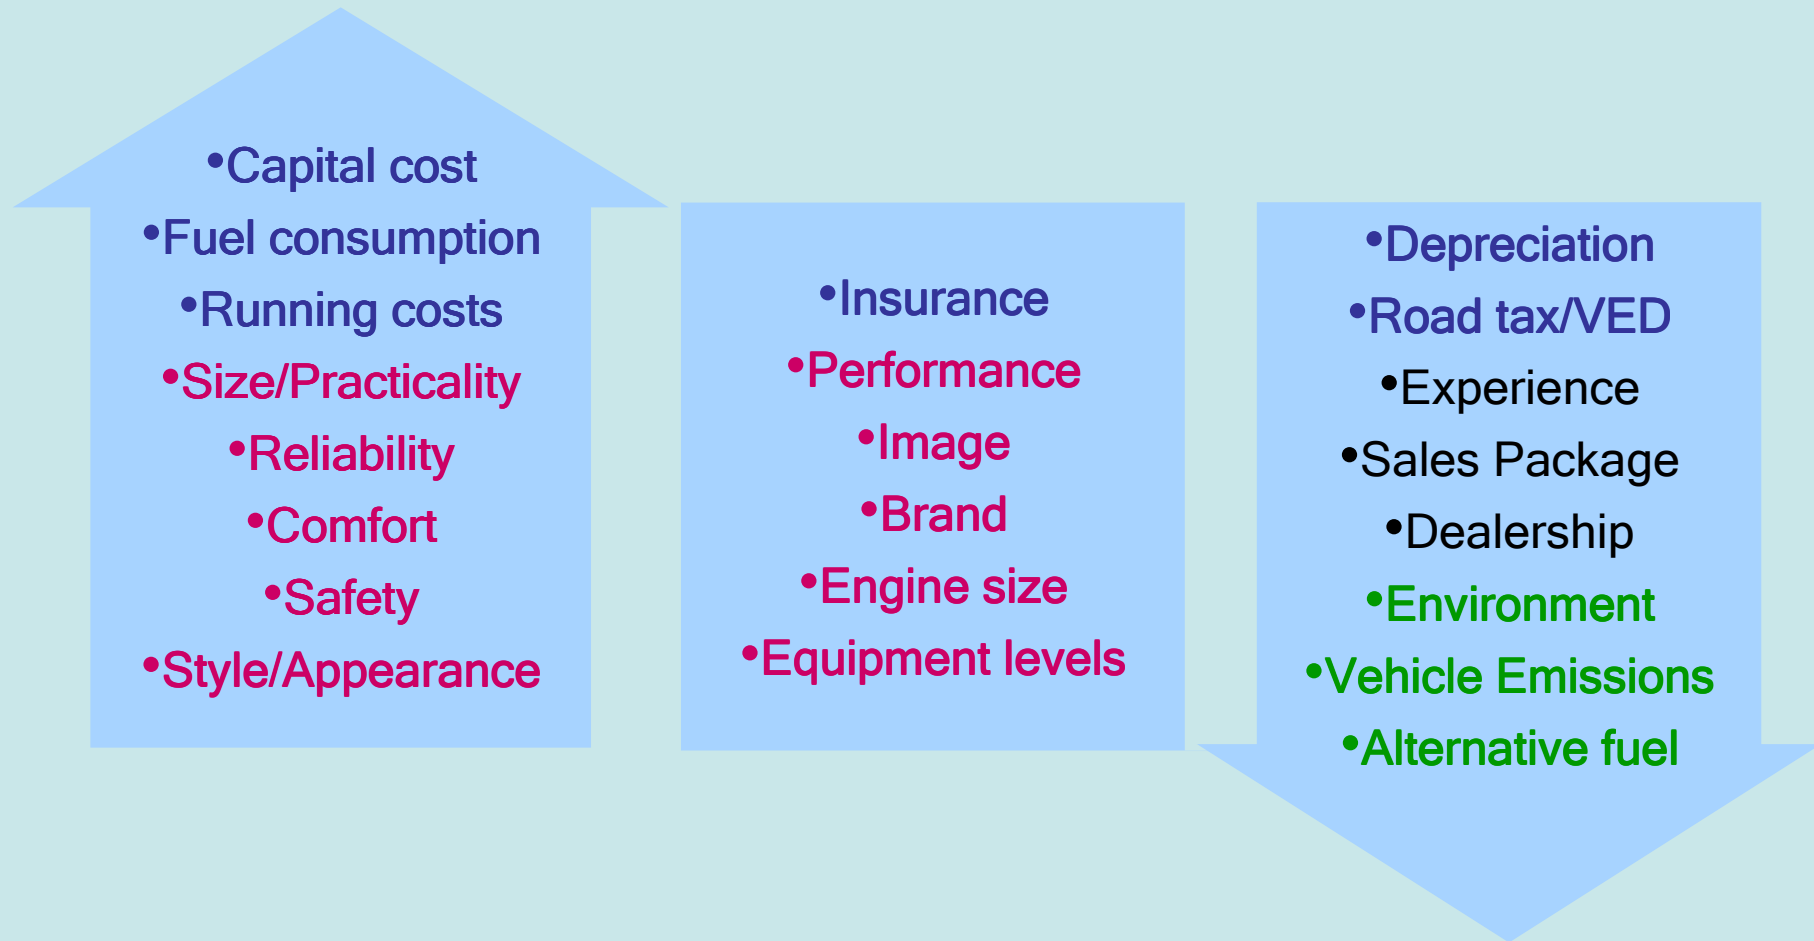 •Capital cost
•Fuel consumption
•Running costs
•Size/Practicality
•Reliability
•Comfort
•Safety
•Style/Appearance
•Insurance
•Performance
•Image
•Brand
•Engine size
•Equipment levels
•Depreciation
•Road tax/VED
•Experience
•Sales Package
•Dealership
•Environment
•Vehicle Emissions
•Alternative fuel